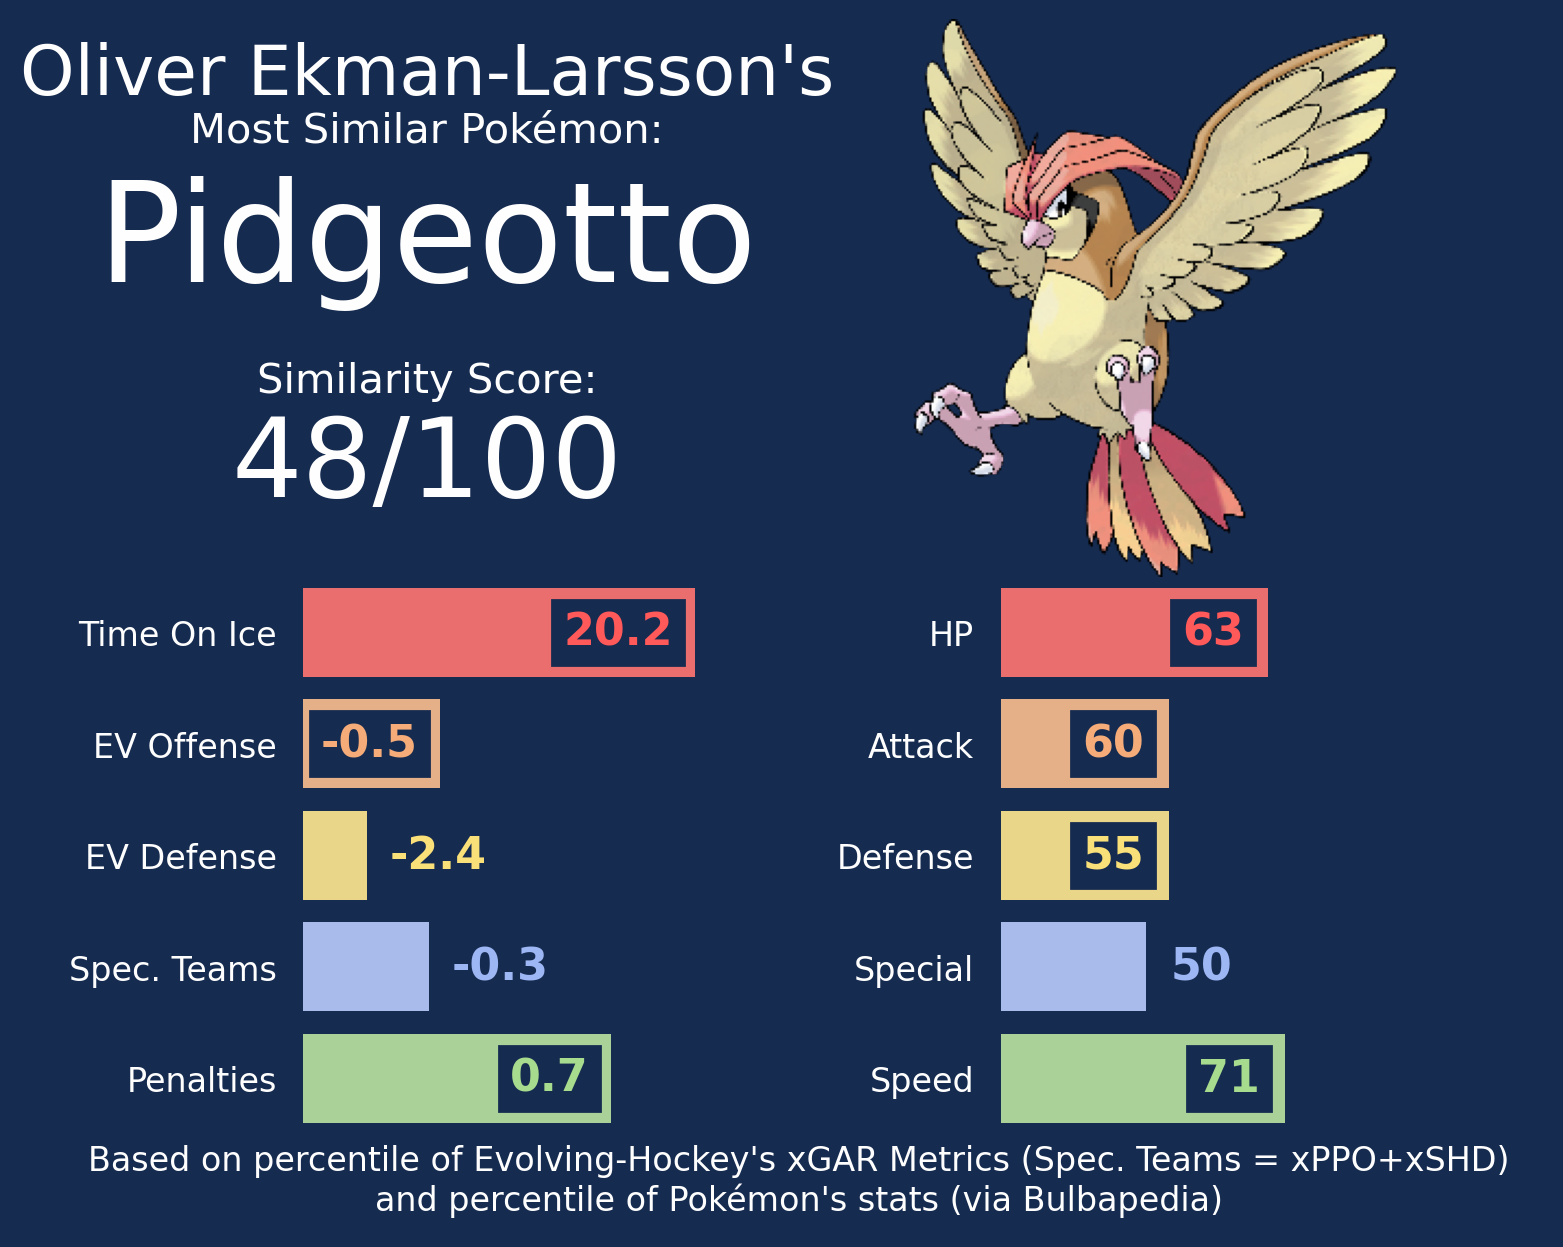 Oliver Ekman-Larsson's
Most Similar Pokémon:
Pidgeotto
Similarity Score:
48/100
Time On Ice 20.2
EV Offense -0.5
EV Defense -2.4
Spec. Teams -0.3
Penalties 0.7
HP 63
Attack 60
Defense 55
Special 50
Speed 71
Based on percentile of Evolving-Hockey's xGAR Metrics (Spec. Teams = xPPO+xSHD)
and percentile of Pokémon's stats (via Bulbapedia)